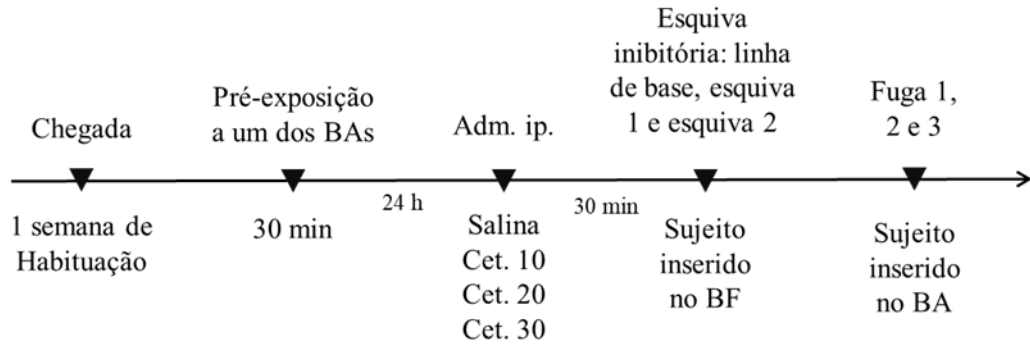 Chegada
Pré-exposição
a um dos BAs
Adm. ip.
Esquiva
inibitória: linha
de base, esquiva
1 e esquiva 2
Fuga 1,
2 e 3
1 semana de
Habituação
30 min
24 h
Salina
Cet. 10
Cet. 20
Cet. 30
30 min
Sujeito
inserido
no BF
Sujeito
inserido
no BA